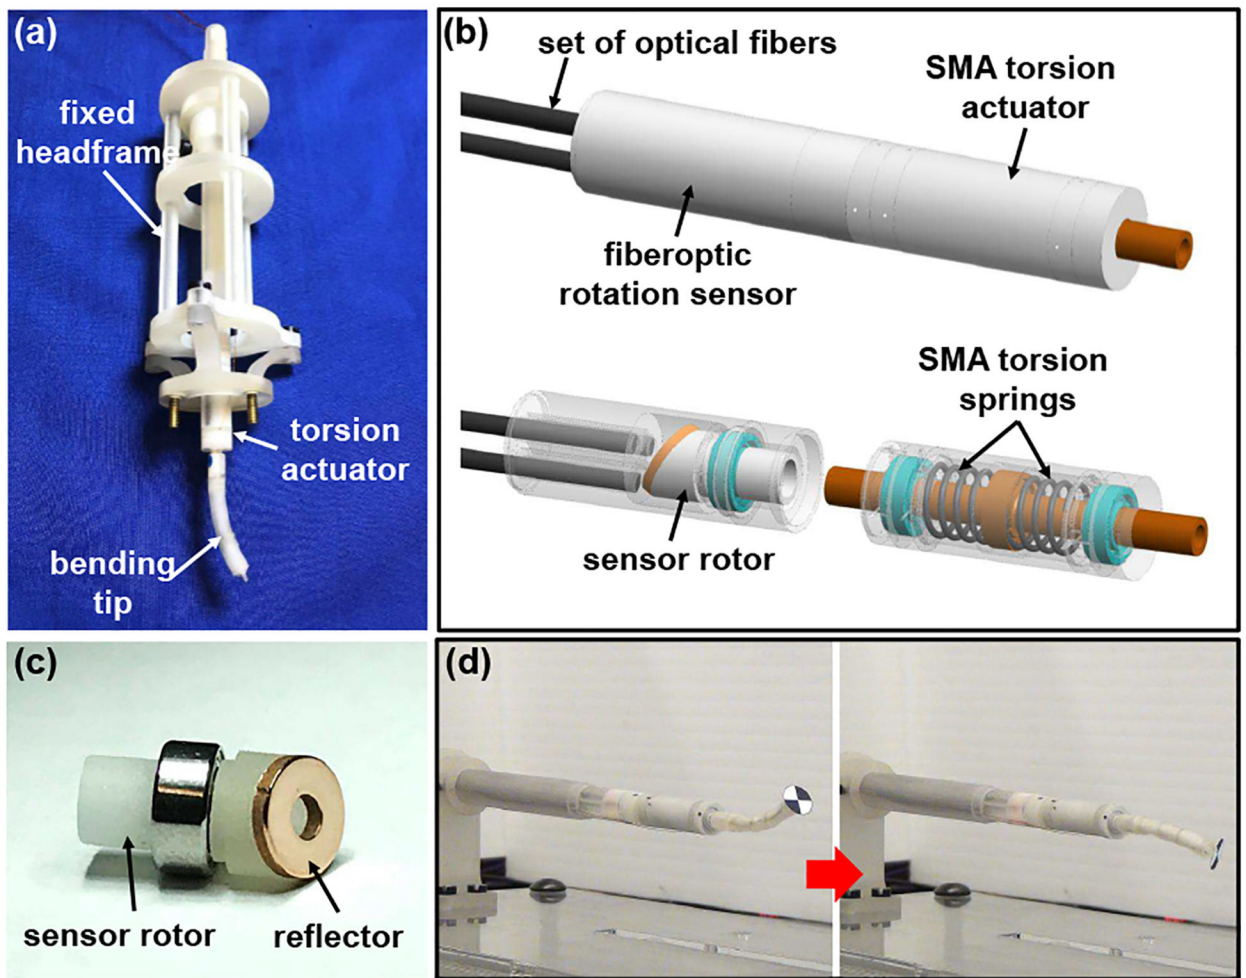 (a)
fixed
headframe
torsion
actuator
bending
tip
(b)
set of optical fibers
SMA torsion
actuator
fiberoptic
rotation sensor
SMA torsion
springs
sensor rotor
(c)
sensor rotor
reflector
(d)